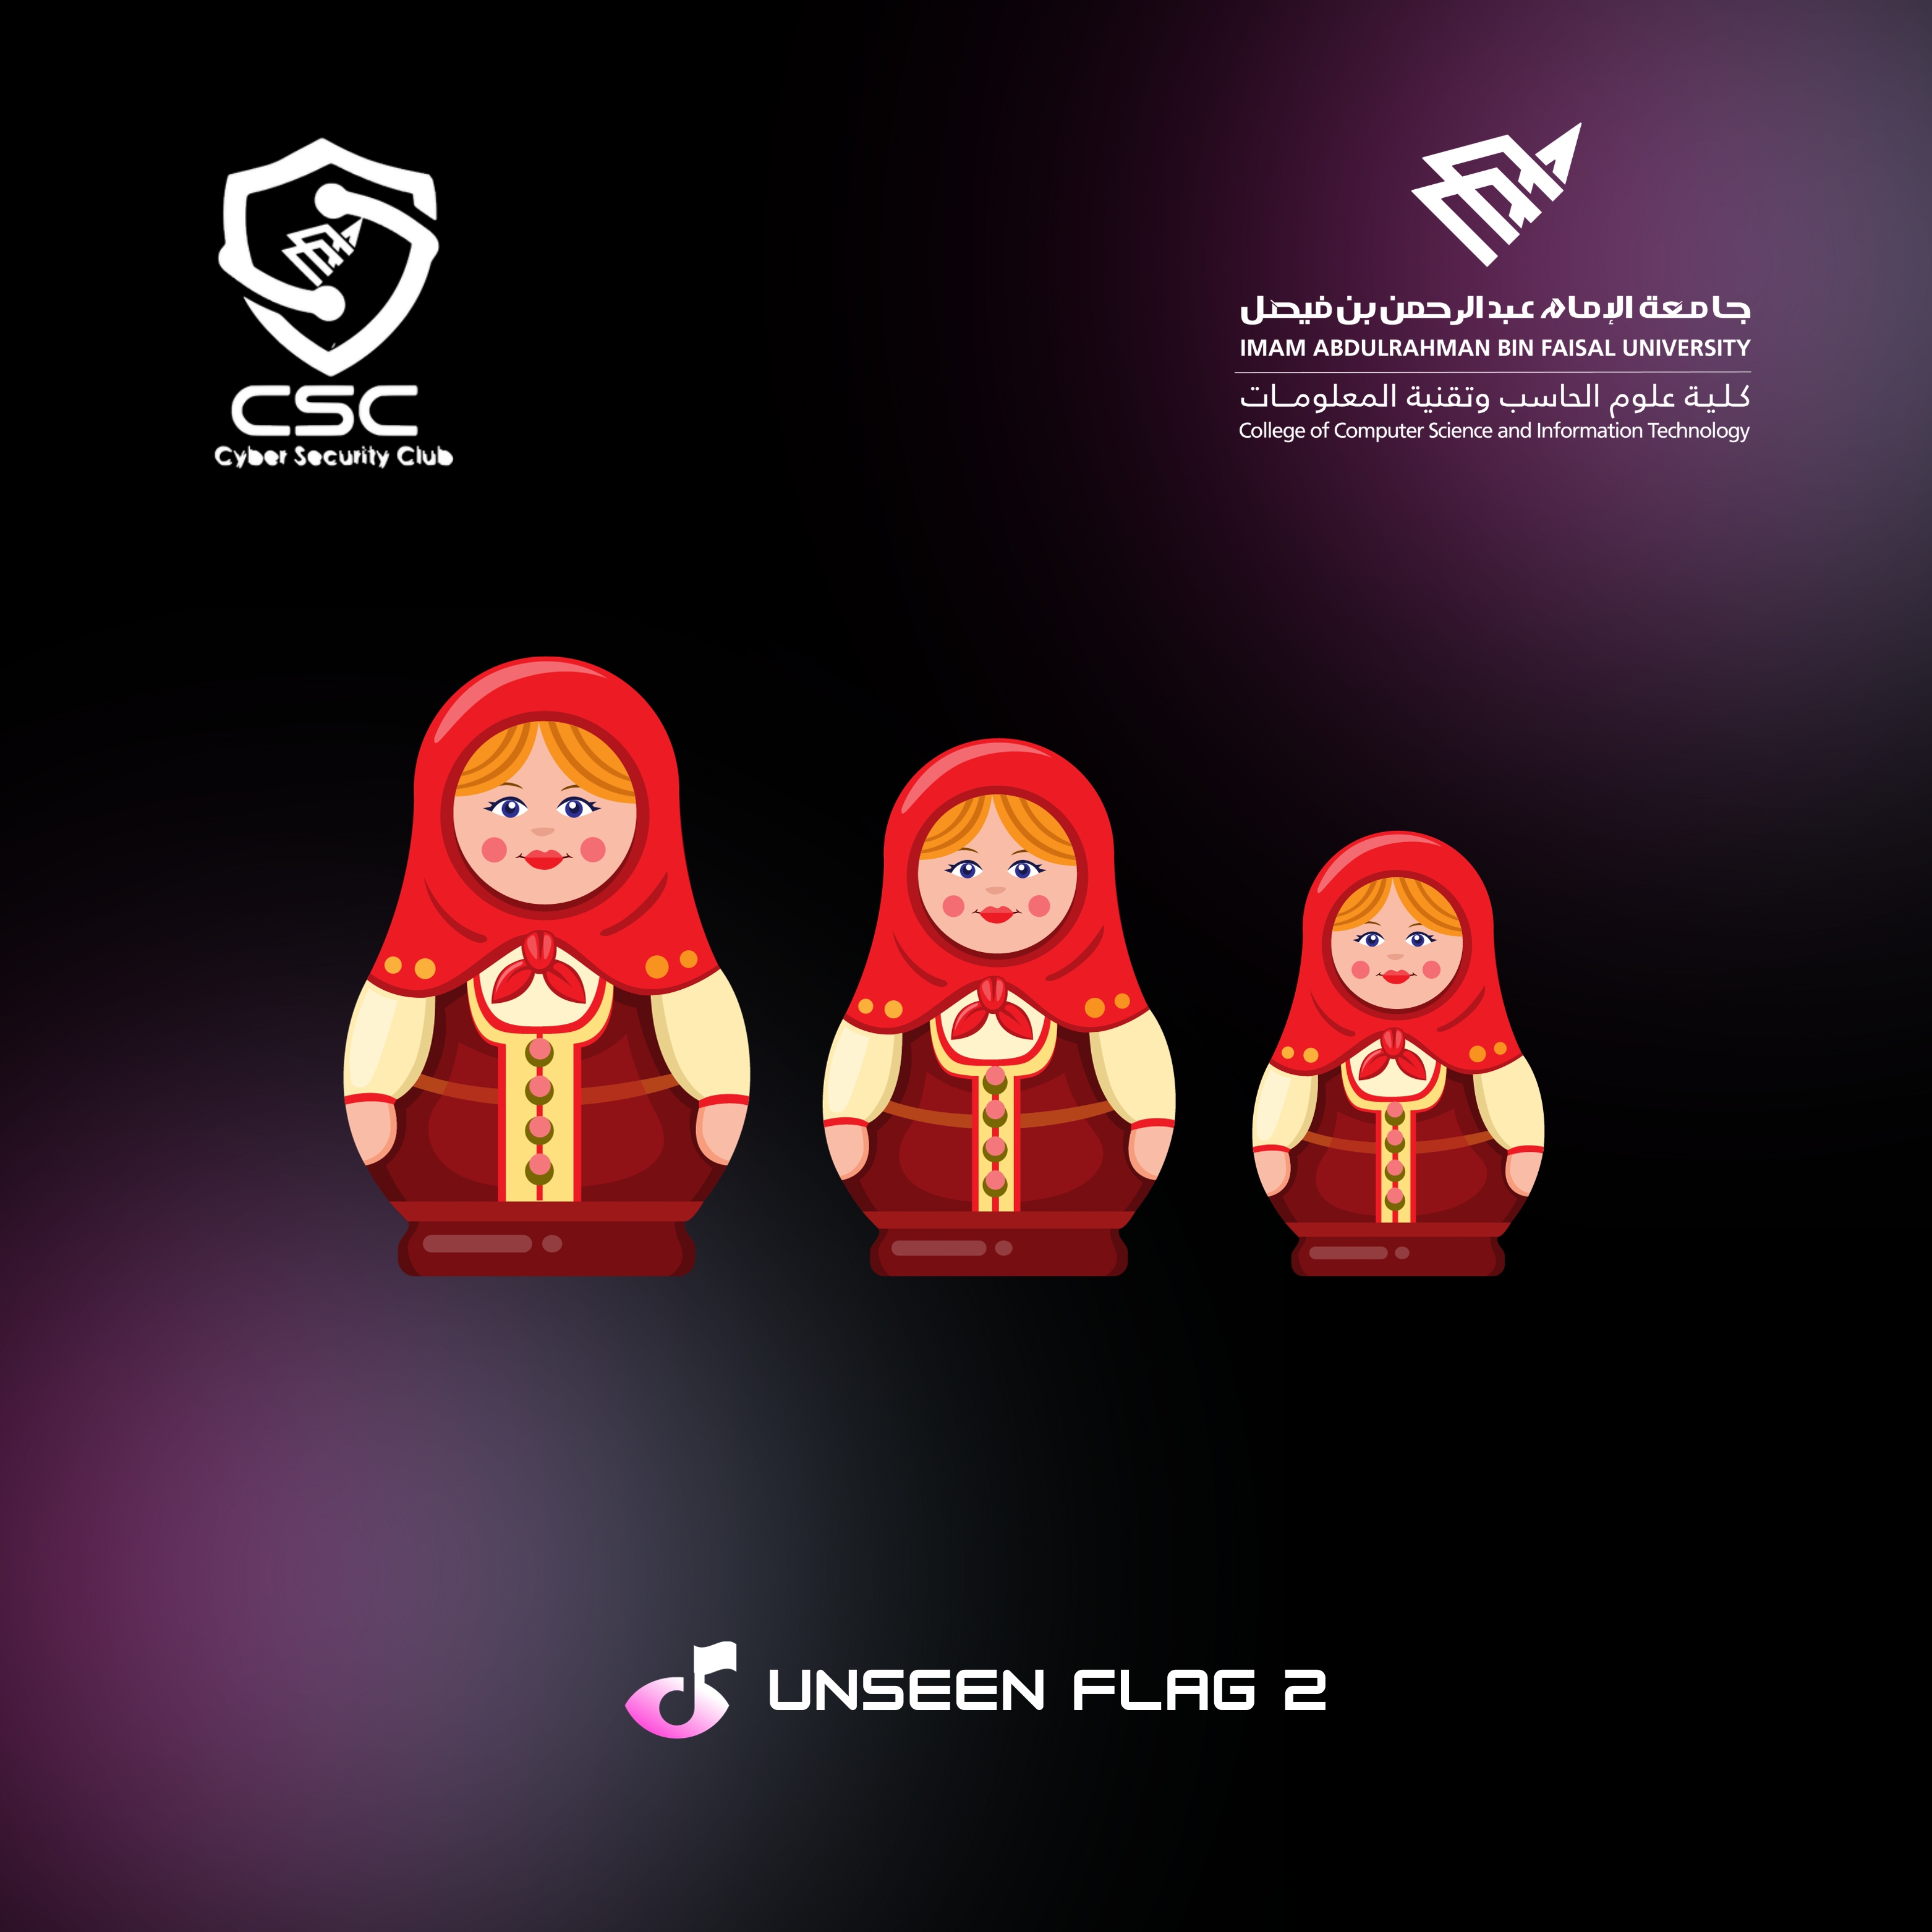 CSC
Cyber Security Club
جامعة الإمام عبدالرحمن بن فيصل
IMAM ABDULRAHMAN BIN FAISAL UNIVERSITY
كلية علوم الحاسب وتقنية المعلومات
College of Computer Science and Information Technology
UNSEEN FLAG 2